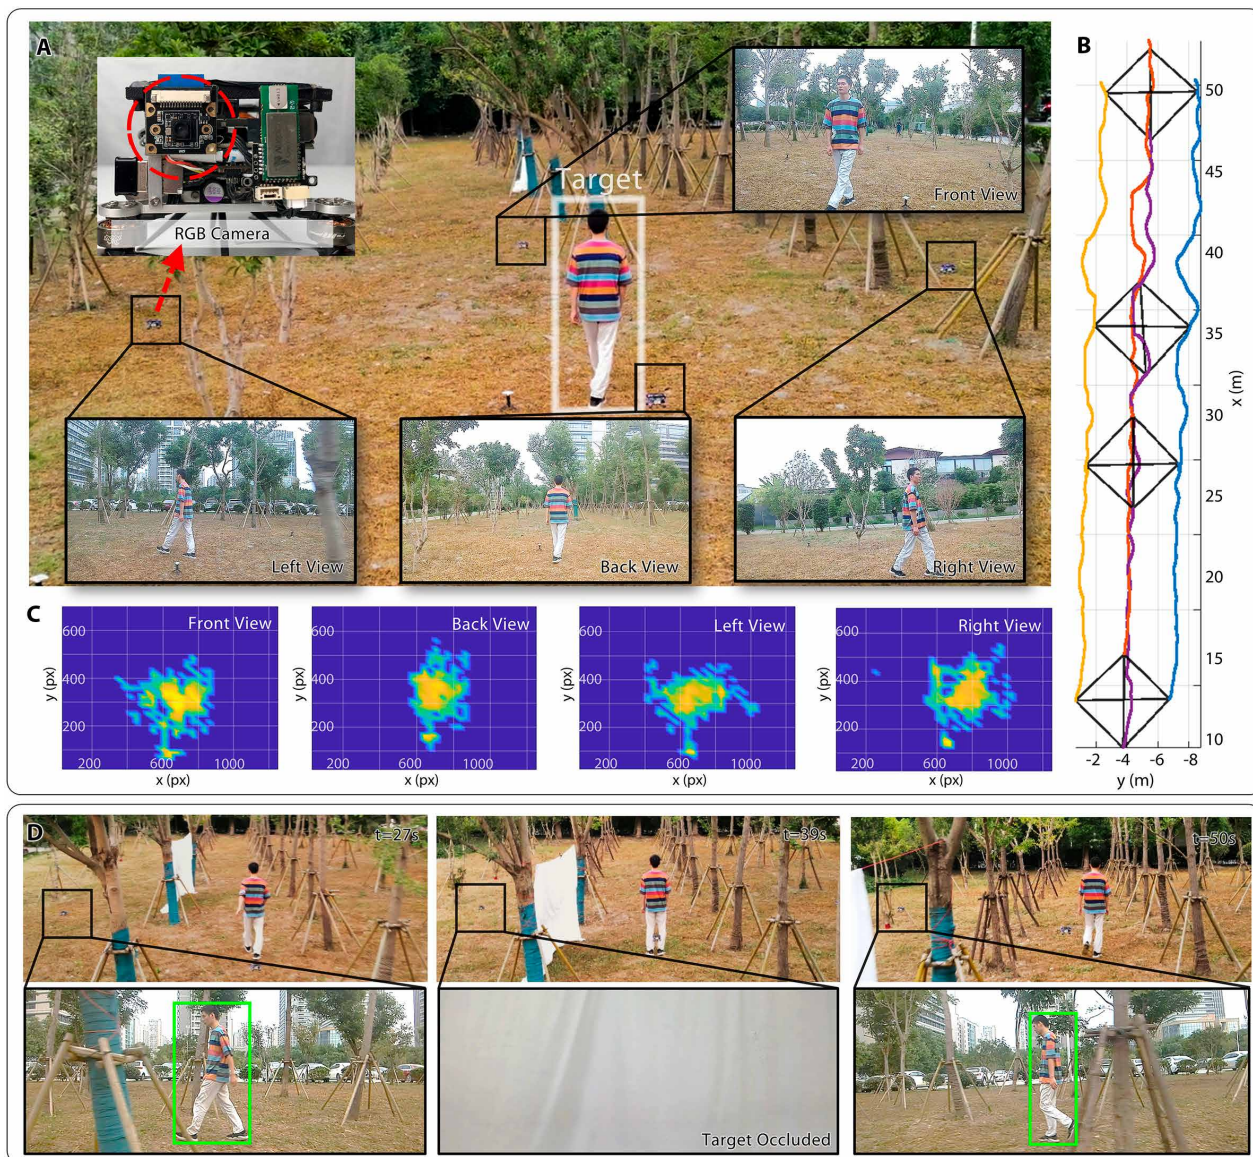 A
RGB Camera
Target
Front View
Left View
Back View
Right View
B
50
45
40
35
30
25
20
15
10
x (m)
-2 -4 -6 -8
y (m)
C
Front View
600
400
200
200 600 1000
y (px)
x (px)
Back View
600
400
200
200 600 1000
y (px)
x (px)
Left View
600
400
200
200 600 1000
y (px)
x (px)
Right View
600
400
200
200 600 1000
y (px)
x (px)
D
t=27s
t=39s
t=50s
Target Occluded